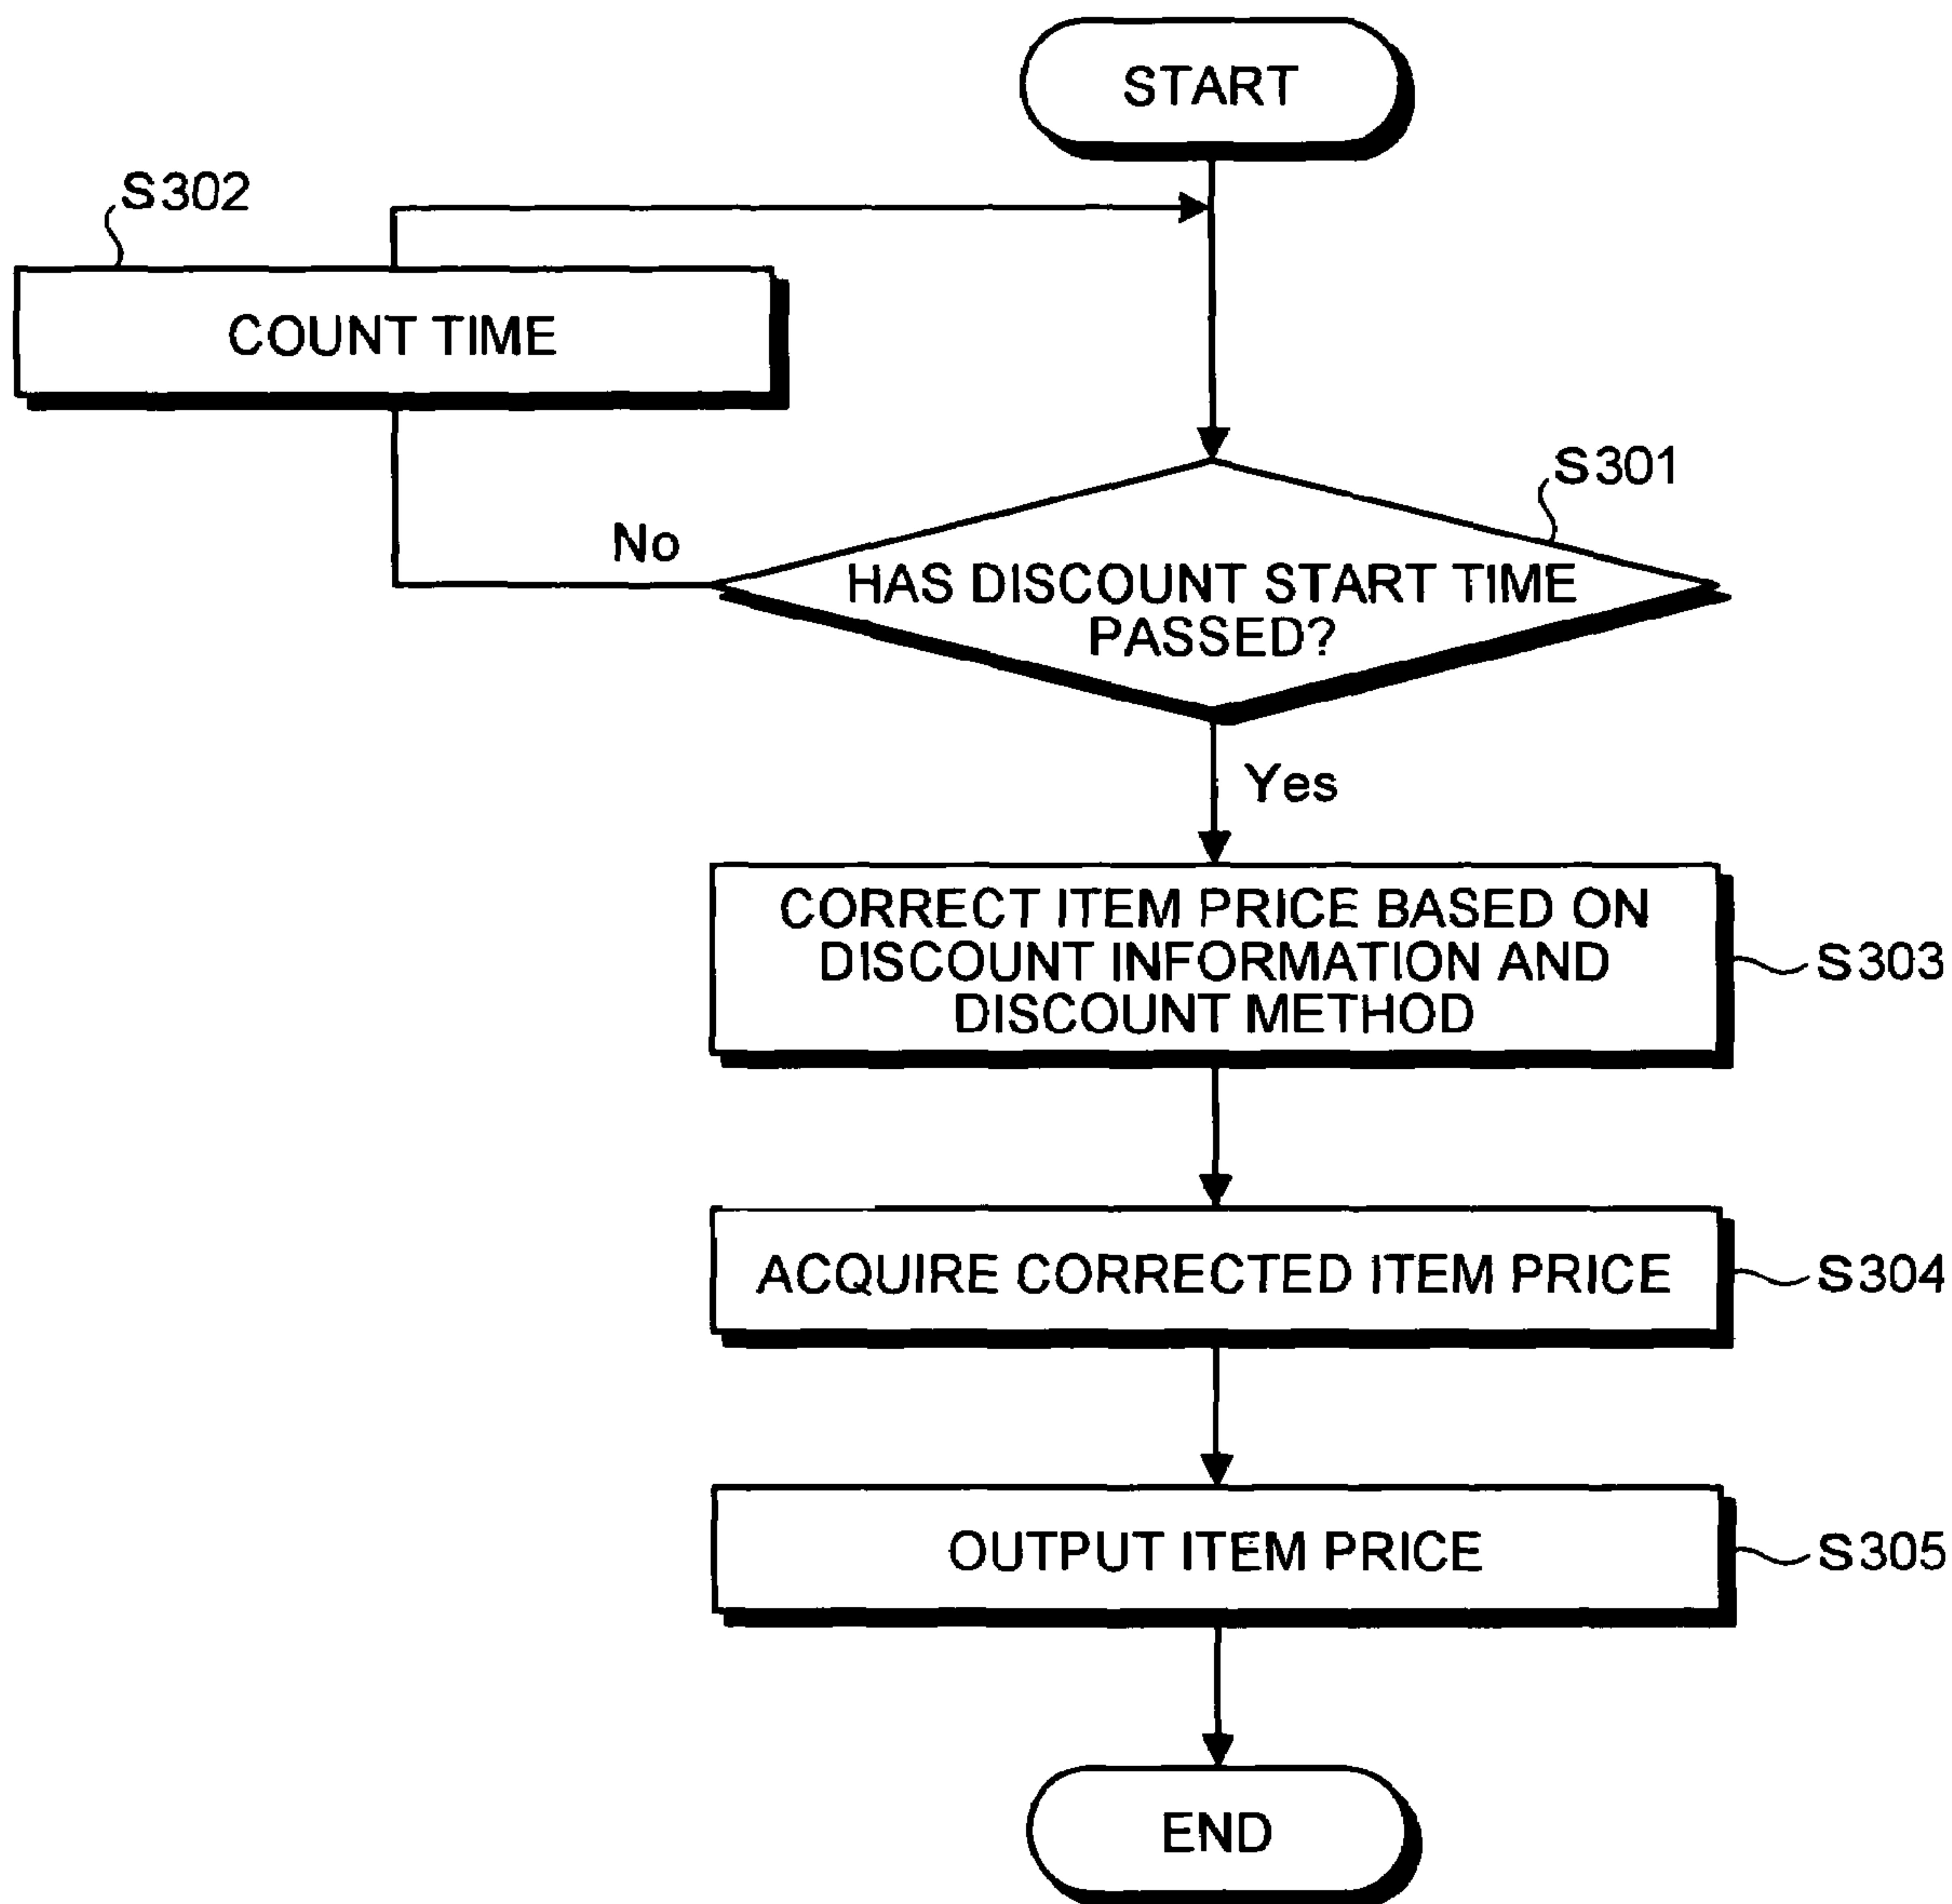 START
S302
COUNT TIME
S301
No
HAS DISCOUNT START TIME
PASSED?
Yes
CORRECT ITEM PRICE BASED ON
DISCOUNT INFORMATION AND
DISCOUNT METHOD
S303
ACQUIRE CORRECTED ITEM PRICE
S304
OUTPUT ITEM PRICE
S305
END